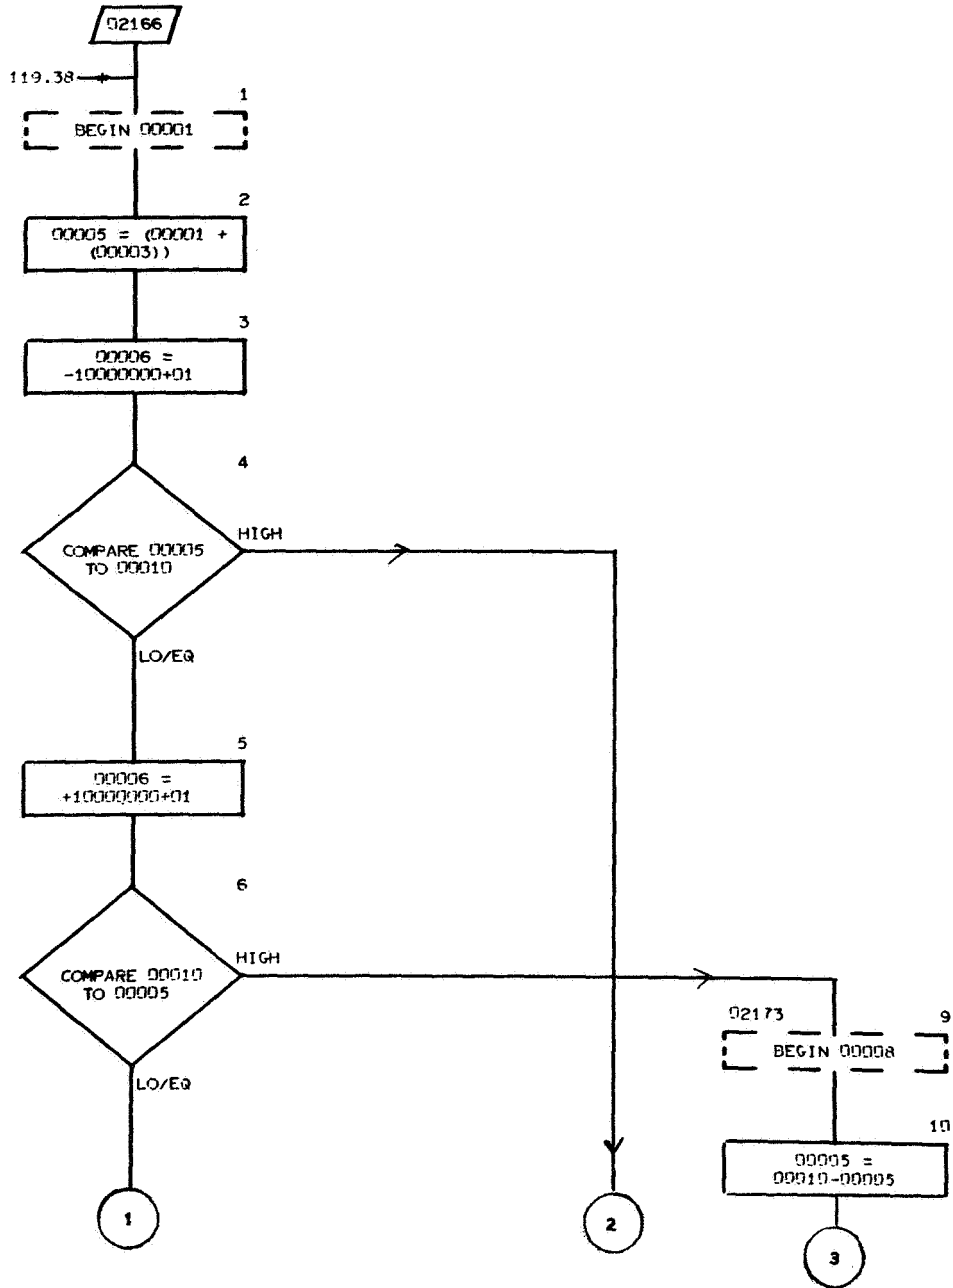 02166
119.38
1
BEGIN 00001
2
00005 = (00001 +
(00003))
3
00006 =
-10000000+01
4
HIGH
COMPARE 00005
TO 00010
LO/EQ
5
00006 =
+10000000+01
6
HIGH
COMPARE 00010
TO 00005
LO/EQ
02173
9
BEGIN 00008
10
00005 =
00010-00005
1
2
3